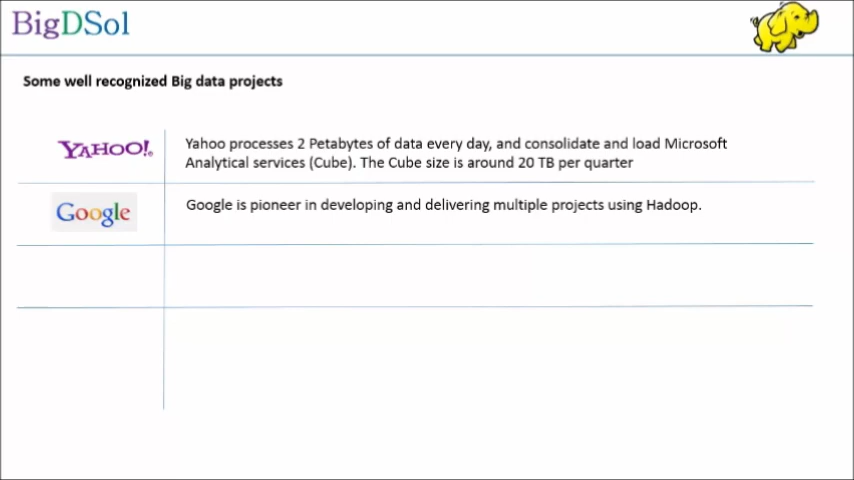 BigDSol
Some well recognized Big data projects
YAHOO!
Yahoo processes 2 Petabytes of data every day, and consolidate and load Microsoft
Analytical services (Cube). The Cube size is around 20 TB per quarter
Google
Google is pioneer in developing and delivering multiple projects using Hadoop.